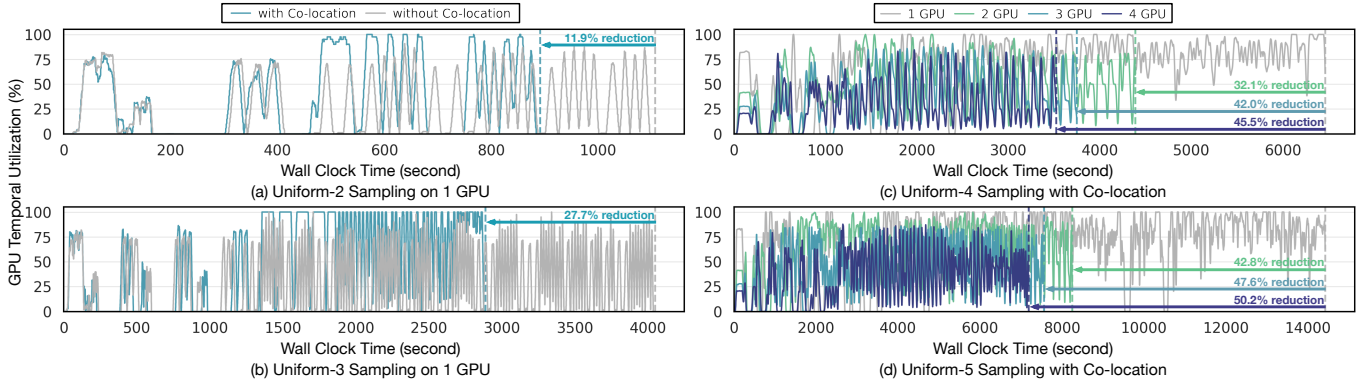 with Co-location without Co-location
100
75
50
25
0
11.9% reduction
0 200 400 600 800 1000
Wall Clock Time (second)
(a) Uniform-2 Sampling on 1 GPU
100
75
50
25
0
27.7% reduction
0 500 1000 1500 2000 2500 3000 3500 4000
Wall Clock Time (second)
(b) Uniform-3 Sampling on 1 GPU
GPU Temporal Utilization (%)
1 GPU 2 GPU 3 GPU 4 GPU
100
75
50
25
0
32.1% reduction
42.0% reduction
45.5% reduction
0 1000 2000 3000 4000 5000 6000
Wall Clock Time (second)
(c) Uniform-4 Sampling with Co-location
100
75
50
25
0
42.8% reduction
47.6% reduction
50.2% reduction
0 2000 4000 6000 8000 10000 12000 14000
Wall Clock Time (second)
(d) Uniform-5 Sampling with Co-location